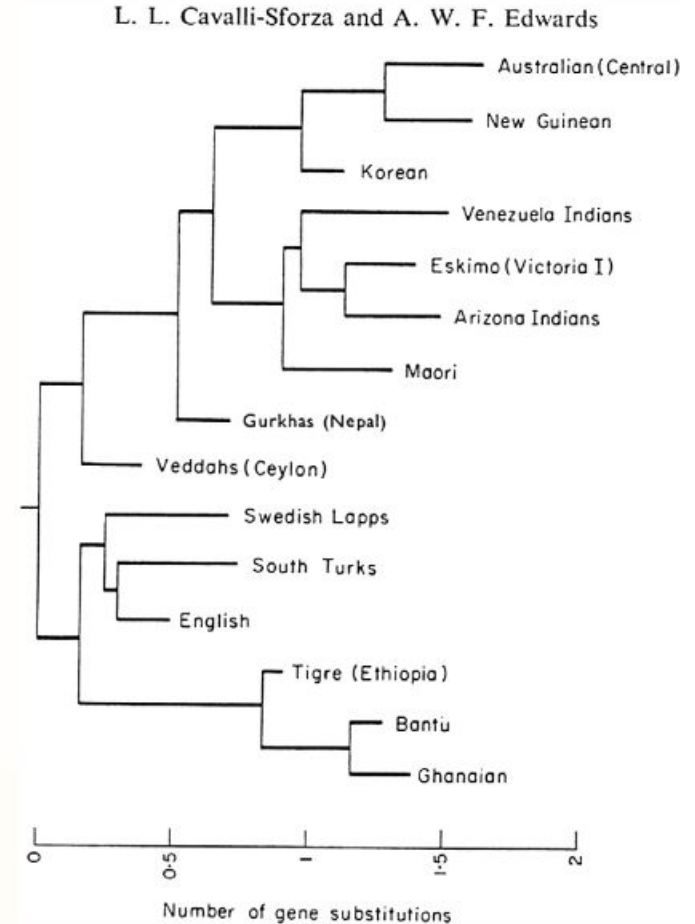 L. L. Cavalli-Sforza and A. W. F. Edwards
Australian (Central)
New Guinean
Korean
Venezuela Indians
Eskimo (Victoria I)
Arizona Indians
Maori
Gurkhas (Nepal)
Veddahs (Ceylon)
Swedish Lapps
South Turks
English
Tigre (Ethiopia)
Bantu
Ghanaian
0 0·5 1 1·5 2
Number of gene substitutions